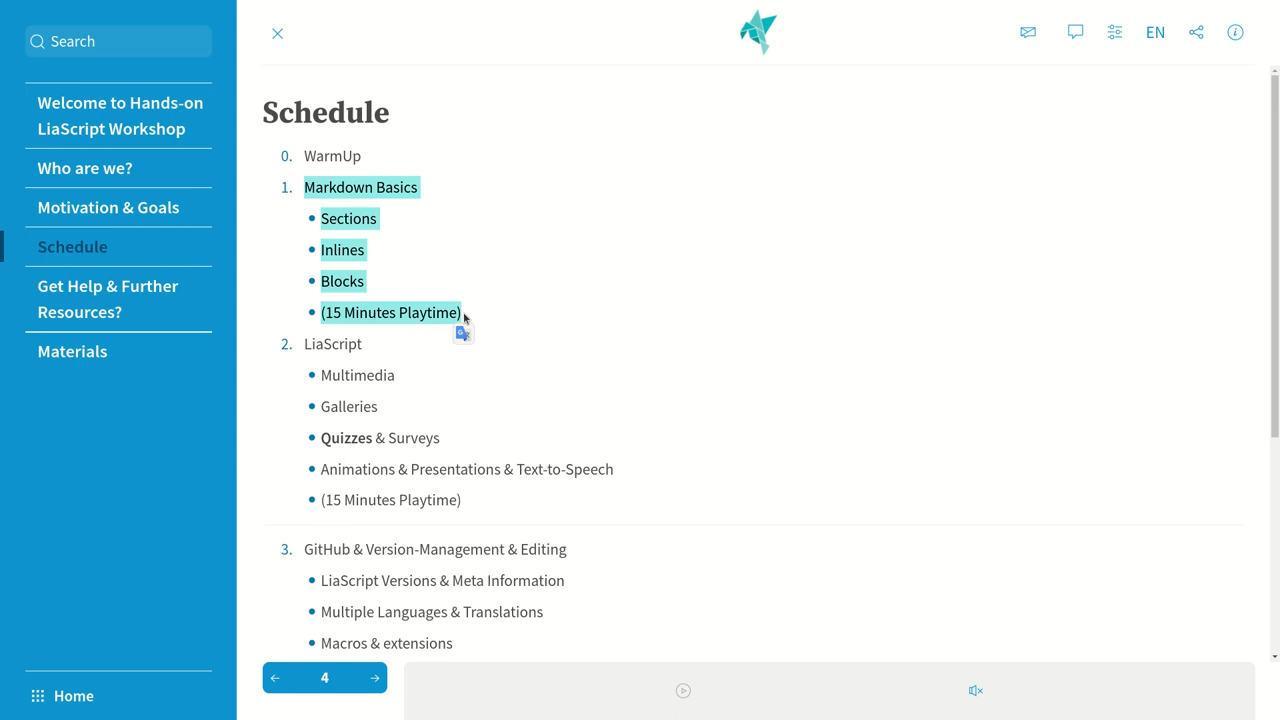 Search
EN
Welcome to Hands-on
LiaScript Workshop
Who are we?
Motivation & Goals
Schedule
Get Help & Further
Resources?
Materials
Home
Schedule
0. WarmUp
1. Markdown Basics
• Sections
• Inlines
• Blocks
• (15 Minutes Playtime)
2. LiaScript
• Multimedia
• Galleries
• Quizzes & Surveys
• Animations & Presentations & Text-to-Speech
• (15 Minutes Playtime)
3. GitHub & Version-Management & Editing
• LiaScript Versions & Meta Information
• Multiple Languages & Translations
• Macros & extensions
4